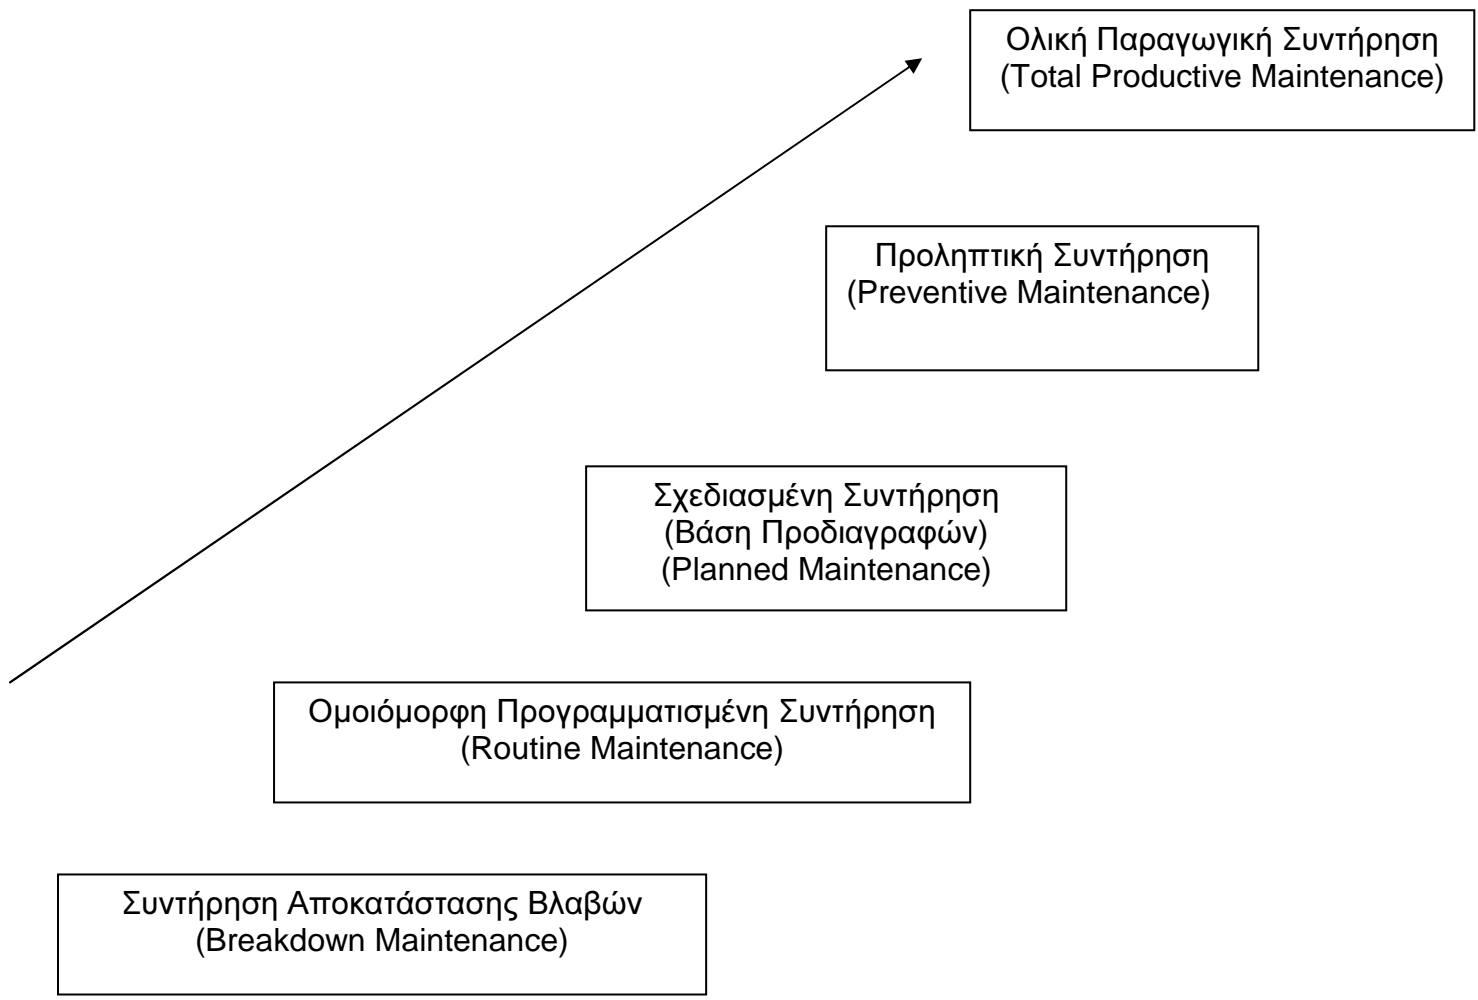 Ολική Παραγωγική Συντήρηση
(Total Productive Maintenance)
Προληπτική Συντήρηση
(Preventive Maintenance)
Σχεδιασμένη Συντήρηση
(Βάση Προδιαγραφών)
(Planned Maintenance)
Ομοιόμορφη Προγραμματισμένη Συντήρηση
(Routine Maintenance)
Συντήρηση Αποκατάστασης Βλαβών
(Breakdown Maintenance)